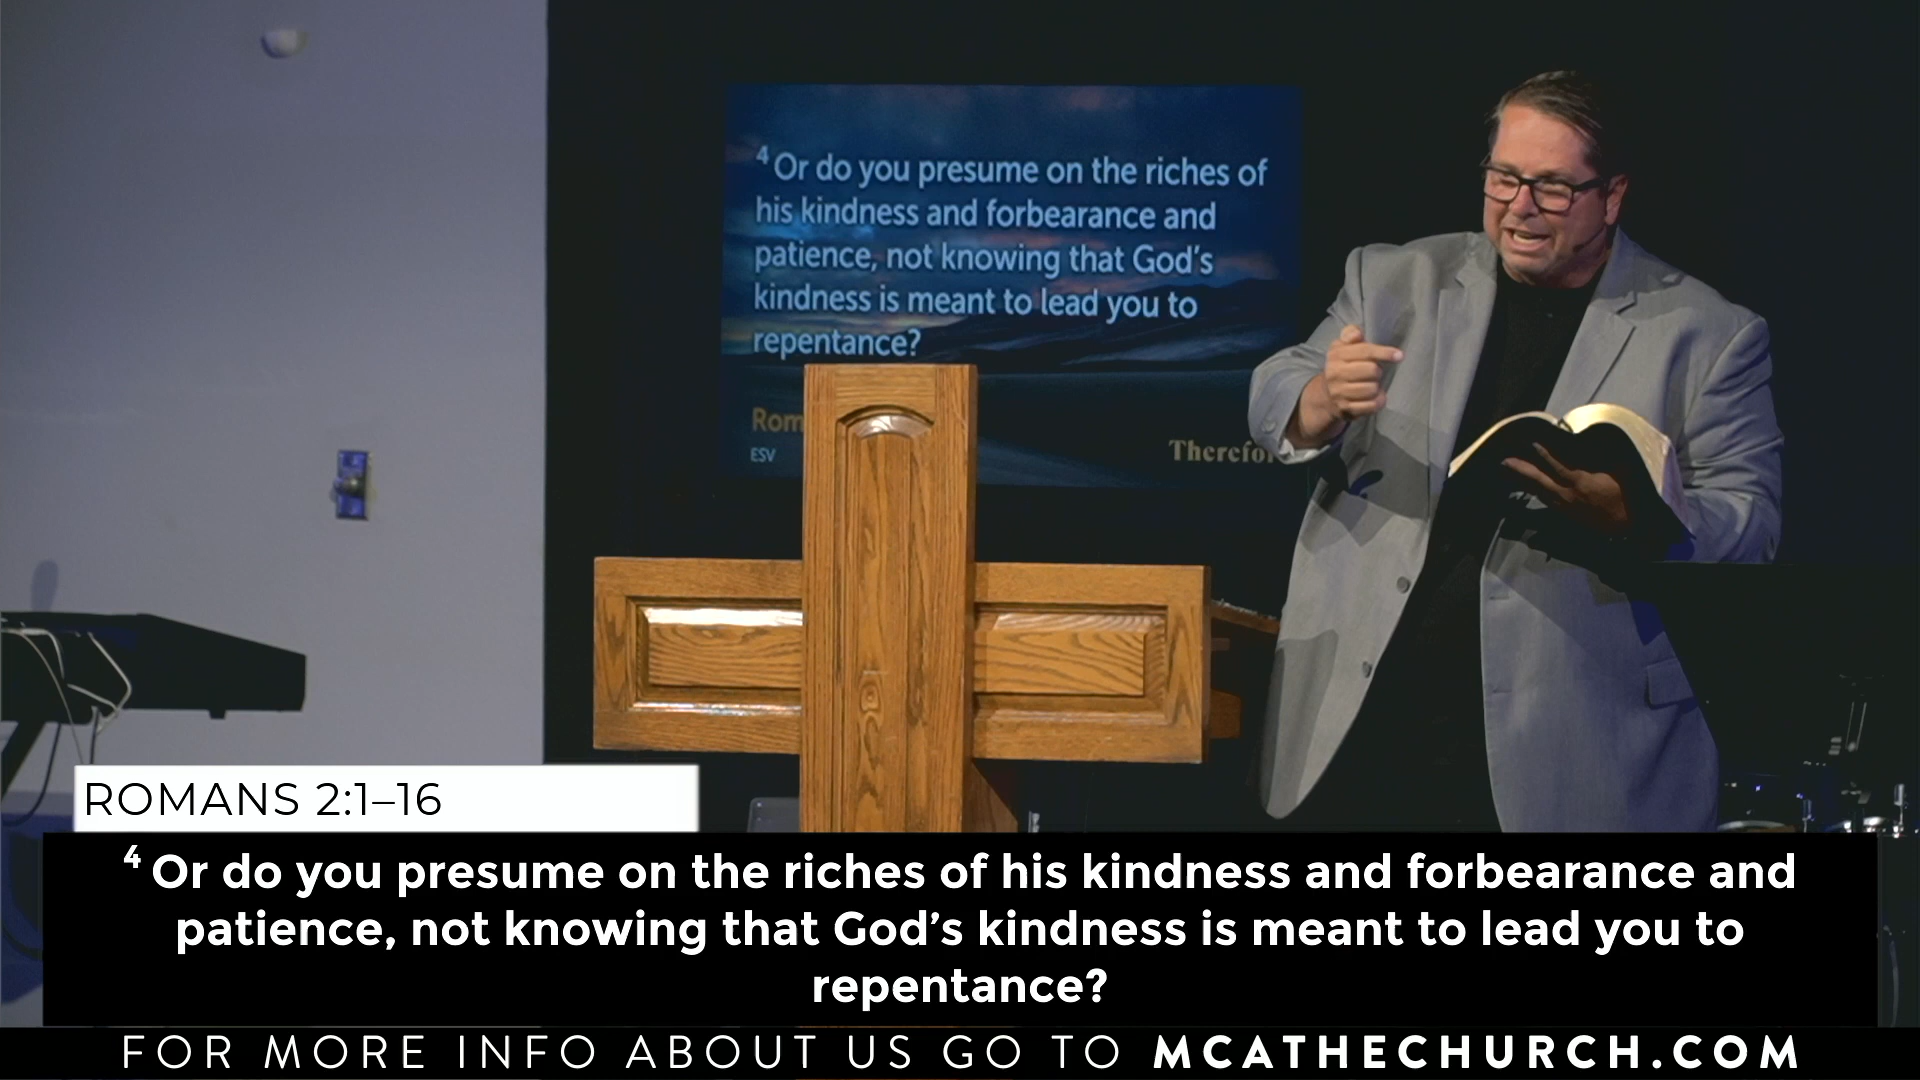 4 Or do you presume on the riches of
his kindness and forbearance and
patience, not knowing that God's
kindness is meant to lead you to
repentance?
Rom
ESV
Therefor
ROMANS 2:1–16
4 Or do you presume on the riches of his kindness and forbearance and
patience, not knowing that God’s kindness is meant to lead you to
repentance?
FOR MORE INFO ABOUT US GO TO MCATHECHURCH.COM